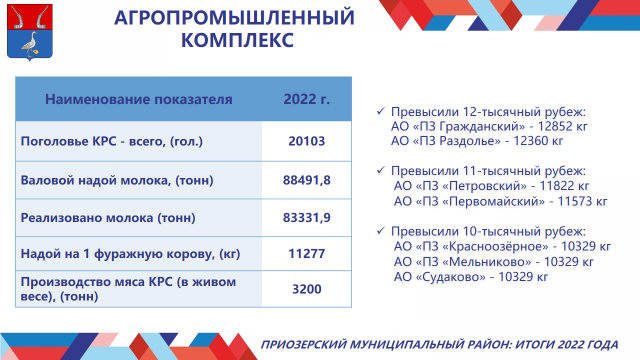 АГРОПРОМЫШЛЕННЫЙ
КОМПЛЕКС
Наименование показателя 2022 г.
Поголовье КРС - всего, (гол.) 20103
Валовой надой молока, (тонн) 88491,8
Реализовано молока (тонн) 83331,9
Надой на 1 фуражную корову, (кг) 11277
Производство мяса КРС (в живом
весе), (тонн) 3200
✓ Превысили 12-тысячный рубеж:
АО «ПЗ Гражданский» - 12852 кг
АО «ПЗ Раздолье» - 12360 кг
✓ Превысили 11-тысячный рубеж:
АО «ПЗ «Петровский» - 11822 кг
АО «ПЗ «Первомайский» - 11573 кг
✓ Превысили 10-тысячный рубеж:
АО «ПЗ «Красноозёрное» - 10329 кг
АО «ПЗ «Мельниково» - 10329 кг
АО «Судаково» - 10329 кг
ПРИОЗЕРСКИЙ МУНИЦИПАЛЬНЫЙ РАЙОН: ИТОГИ 2022 ГОДА